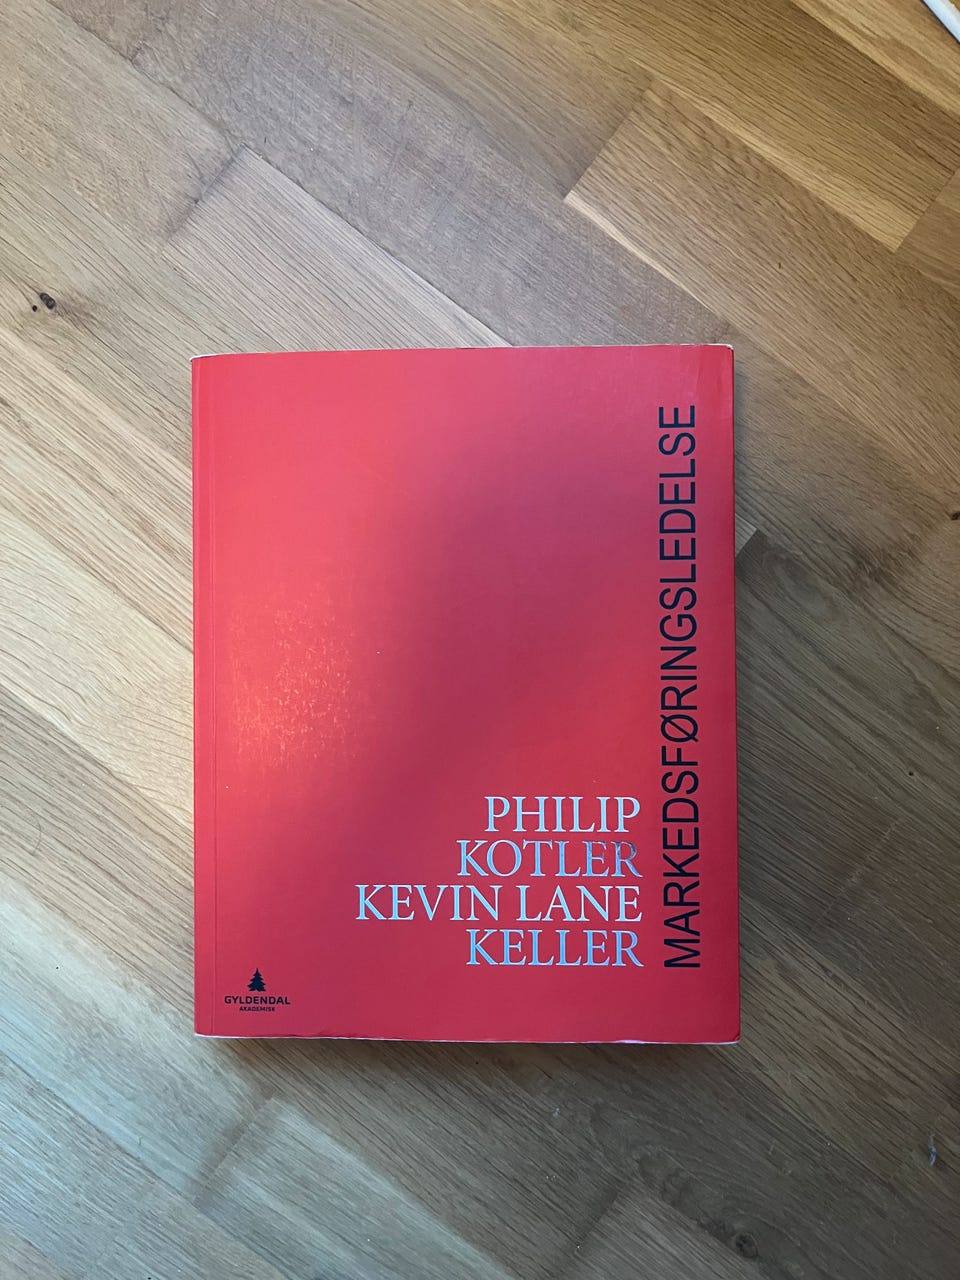 MARKEDSFØRINGSLEDELSE
PHILIP
KOTLER
KEVIN LANE
KELLER
GYLDENDAL
AKADEMISK